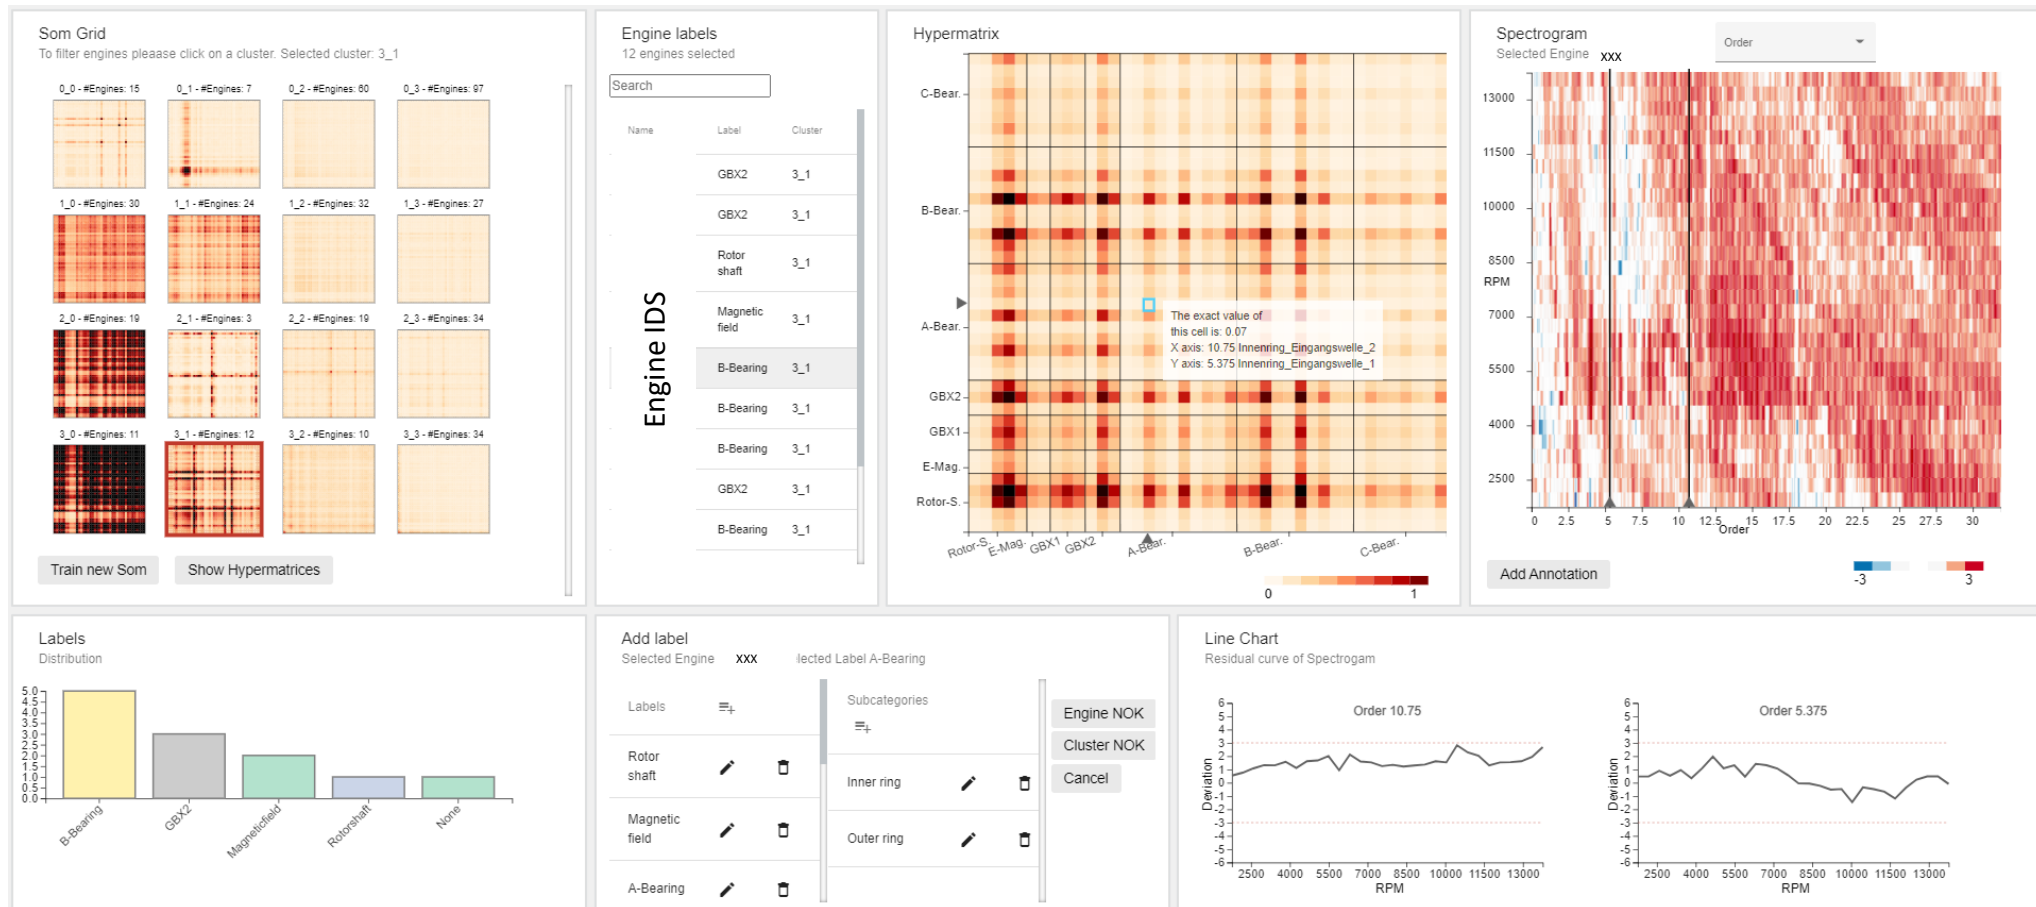 Som Grid
To filter engines pleaase click on a cluster. Selected cluster: 3_1
0_0 - #Engines: 15
0_1 - #Engines: 7
0_2 - #Engines: 60
0_3 - #Engines: 97
1_0 - #Engines: 30
1_1 - #Engines: 24
1_2 - #Engines: 32
1_3 - #Engines: 27
2_0 - #Engines: 19
2_1 - #Engines: 3
2_2 - #Engines: 19
2_3 - #Engines: 34
3_0 - #Engines: 11
3_1 - #Engines: 12
3_2 - #Engines: 10
3_3 - #Engines: 34
Train new Som
Show Hypermatrices
Engine labels
12 engines selected
Search
Name
Label
Cluster
Engine IDS
GBX2
3_1
GBX2
3_1
Rotor
shaft
3_1
Magnetic
field
3_1
B-Bearing
3_1
B-Bearing
3_1
B-Bearing
3_1
GBX2
3_1
B-Bearing
3_1
Hypermatrix
C-Bear.
B-Bear.
A-Bear.
GBX2
GBX1
E-Mag.
Rotor-S.
Rotor-S.
E-Mag.
GBX1
GBX2
A-Bear.
B-Bear.
C-Bear.
The exact value of
this cell is: 0.07
X axis: 10.75 Innenring_Eingangswelle_2
Y axis: 5.375 Innenring_Eingangswelle_1
0
1
Spectrogram
Selected Engine
xxx
Order
13000
11500
10000
8500
RPM
7000
5500
4000
2500
0
2.5
5
7.5
10
12.5
15
17.5
20
22.5
25
27.5
30
Order
Add Annotation
-3
3
Labels
Distribution
5.0
4.5
4.0
3.5
3.0
2.5
2.0
1.5
1.0
0.5
0.0
B-Bearing
GBX2
Magneticfield
Rotorshaft
None
Add label
Selected Engine
xxx
lected Label A-Bearing
Labels
Rotor
shaft
Magnetic
field
A-Bearing
Subcategories
Inner ring
Outer ring
Engine NOK
Cluster NOK
Cancel
Line Chart
Residual curve of Spectrogam
Order 10.75
6
5
4
3
2
1
0
-1
-2
-3
-4
-5
-6
Deviation
2500
4000
5500
7000
8500
10000
11500
13000
RPM
Order 5.375
6
5
4
3
2
1
0
-1
-2
-3
-4
-5
-6
Deviation
2500
4000
5500
7000
8500
10000
11500
13000
RPM